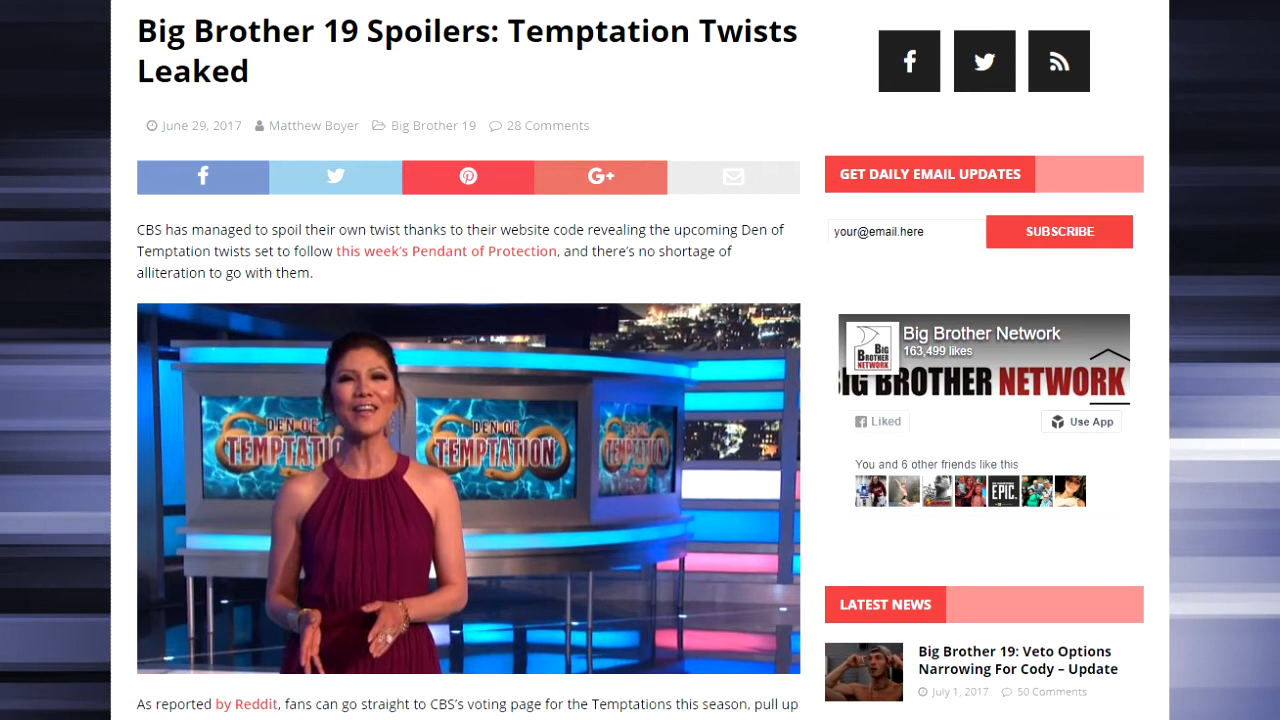 Big Brother 19 Spoilers: Temptation Twists
Leaked
June 29, 2017 Matthew Boyer Big Brother 19 28 Comments
G+
CBS has managed to spoil their own twist thanks to their website code revealing the upcoming Den of
Temptation twists set to follow this week's Pendant of Protection, and there's no shortage of
alliteration to go with them.
DEN OF
TEMPTATIO
DEN OF
TEMPTATION
DEN OF
TEMPTATION
As reported by Reddit, fans can go straight to CBS's voting page for the Temptations this season, pull up
GET DAILY EMAIL UPDATES
your@email.here
SUBSCRIBE
BIG
BROTHER
NETWORK
Big Brother Network
163,499 likes
BIG BROTHER NETWORK
Liked
Use App
You and 6 other friends like this
EPIC.
LATEST NEWS
Big Brother 19: Veto Options
Narrowing For Cody – Update
July 1, 2017 50 Comments